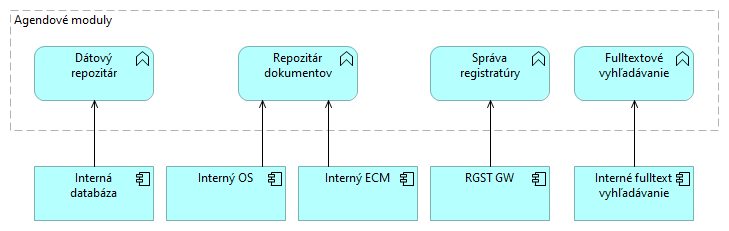 Agendové moduly
Dátový
repozitár
Repozitár
dokumentov
Správa
registratúry
Fulltextové
vyhľadávanie
Interná
databáza
Interný OS
Interný ECM
RGST GW
Interné fulltext
vyhľadávanie